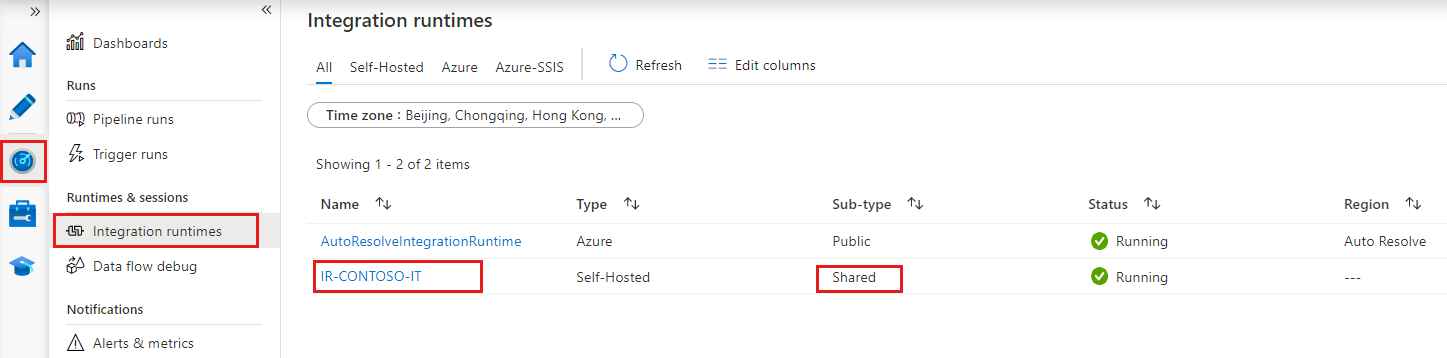 Dashboards
Runs
Pipeline runs
Trigger runs
Runtimes & sessions
Integration runtimes
Data flow debug
Notifications
Alerts & metrics
Integration runtimes
All Self-Hosted Azure Azure-SSIS Refresh Edit columns
Time zone : Beijing, Chongqing, Hong Kong, ...
Showing 1 - 2 of 2 items
Name Type Sub-type Status Region
AutoResolveIntegrationRuntime Azure Public Running Auto Resolve
IR-CONTOSO-IT Self-Hosted Shared Running ---